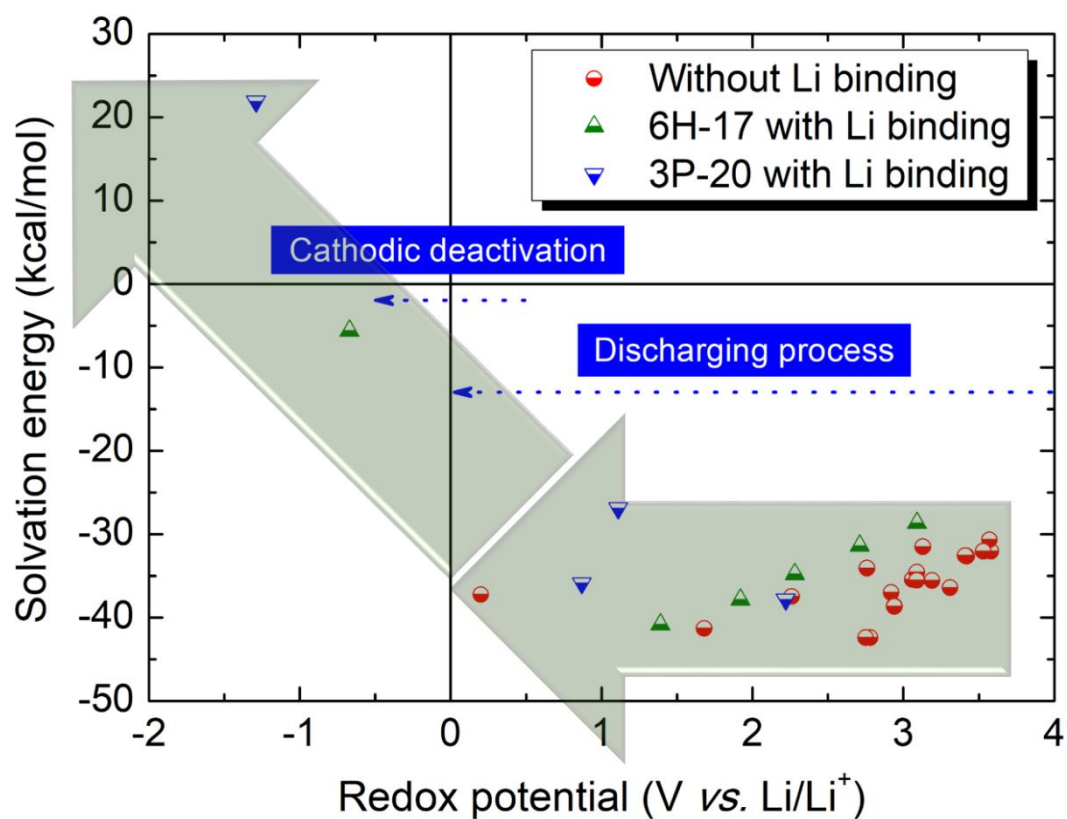 30
20
10
0
-10
-20
-30
-40
-50
-2
-1
0
1
2
3
4
Solvation energy (kcal/mol)
Redox potential (V vs. Li/Li⁺)
Without Li binding
6H-17 with Li binding
3P-20 with Li binding
Cathodic deactivation
Discharging process